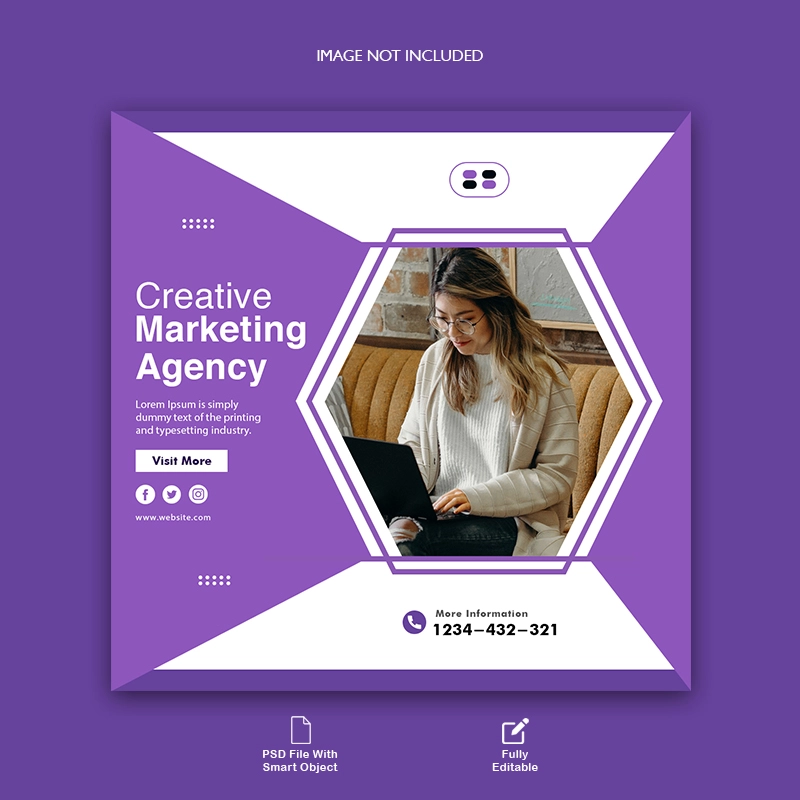 IMAGE NOT INCLUDED
Creative
Marketing
Agency
Lorem Ipsum is simply
dummy text of the printing
and typesetting industry.
Visit More
www.website.com
More Information
1234–432–321
PSD File With
Smart Object
Fully
Editable